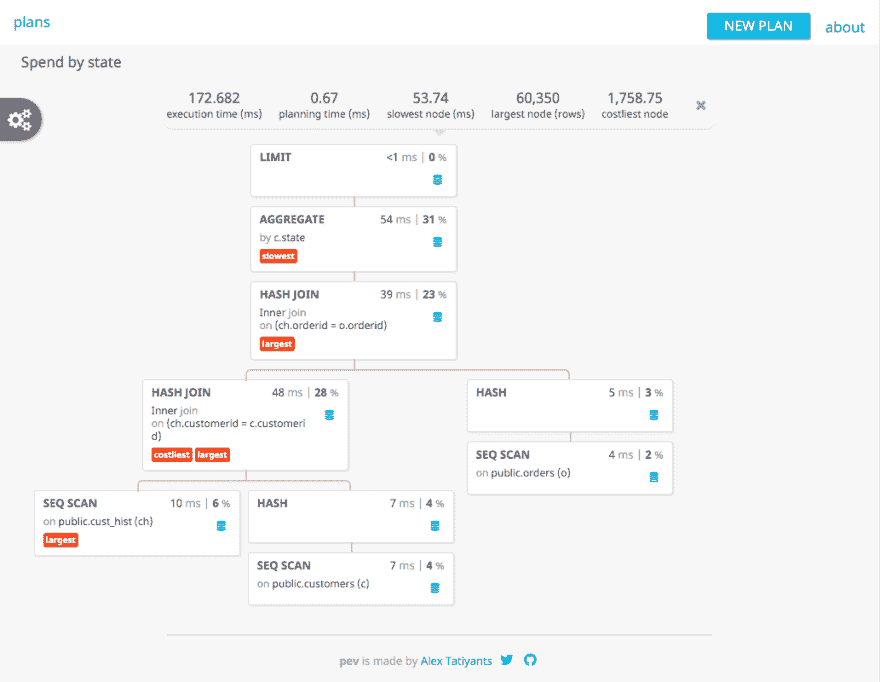 plans
NEW PLAN
about
Spend by state
172.682
0.67
53.74
60,350
1,758.75
execution time (ms)
planning time (ms)
slowest node (ms)
largest node (rows)
costliest node
LIMIT
<1 ms | 0 %
AGGREGATE
54 ms | 31 %
by c.state
slowest
HASH JOIN
39 ms | 23 %
Inner join
on (ch.orderid = o.orderid)
largest
HASH JOIN
48 ms | 28 %
Inner join
on (ch.customerid = c.customeri
d)
costliest
largest
HASH
5 ms | 3 %
SEQ SCAN
4 ms | 2 %
on public.orders (o)
SEQ SCAN
10 ms | 6 %
on public.cust_hist (ch)
largest
HASH
7 ms | 4 %
SEQ SCAN
7 ms | 4 %
on public.customers (c)
pev is made by Alex Tatiyants